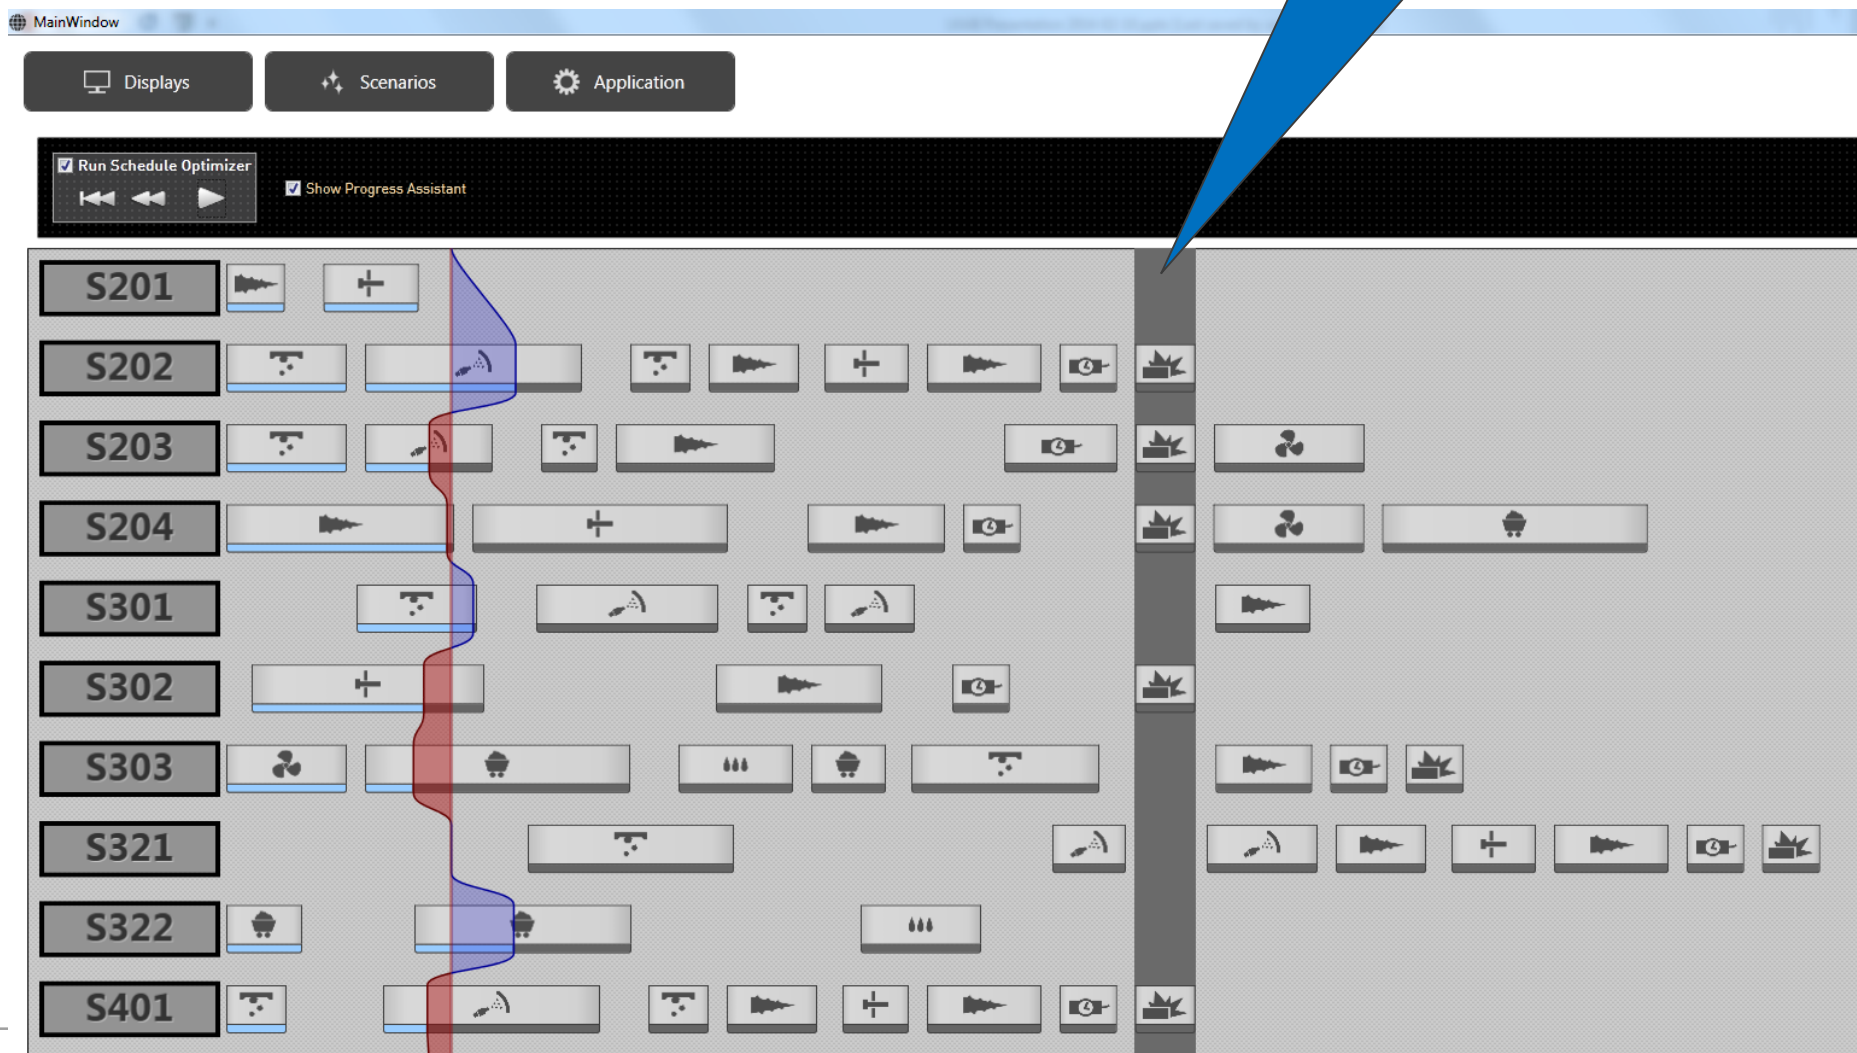 MainWindow
Displays
Scenarios
Application
Run Schedule Optimizer
Show Progress Assistant
S201
S202
S203
S204
S301
S302
S303
S321
S322
S401